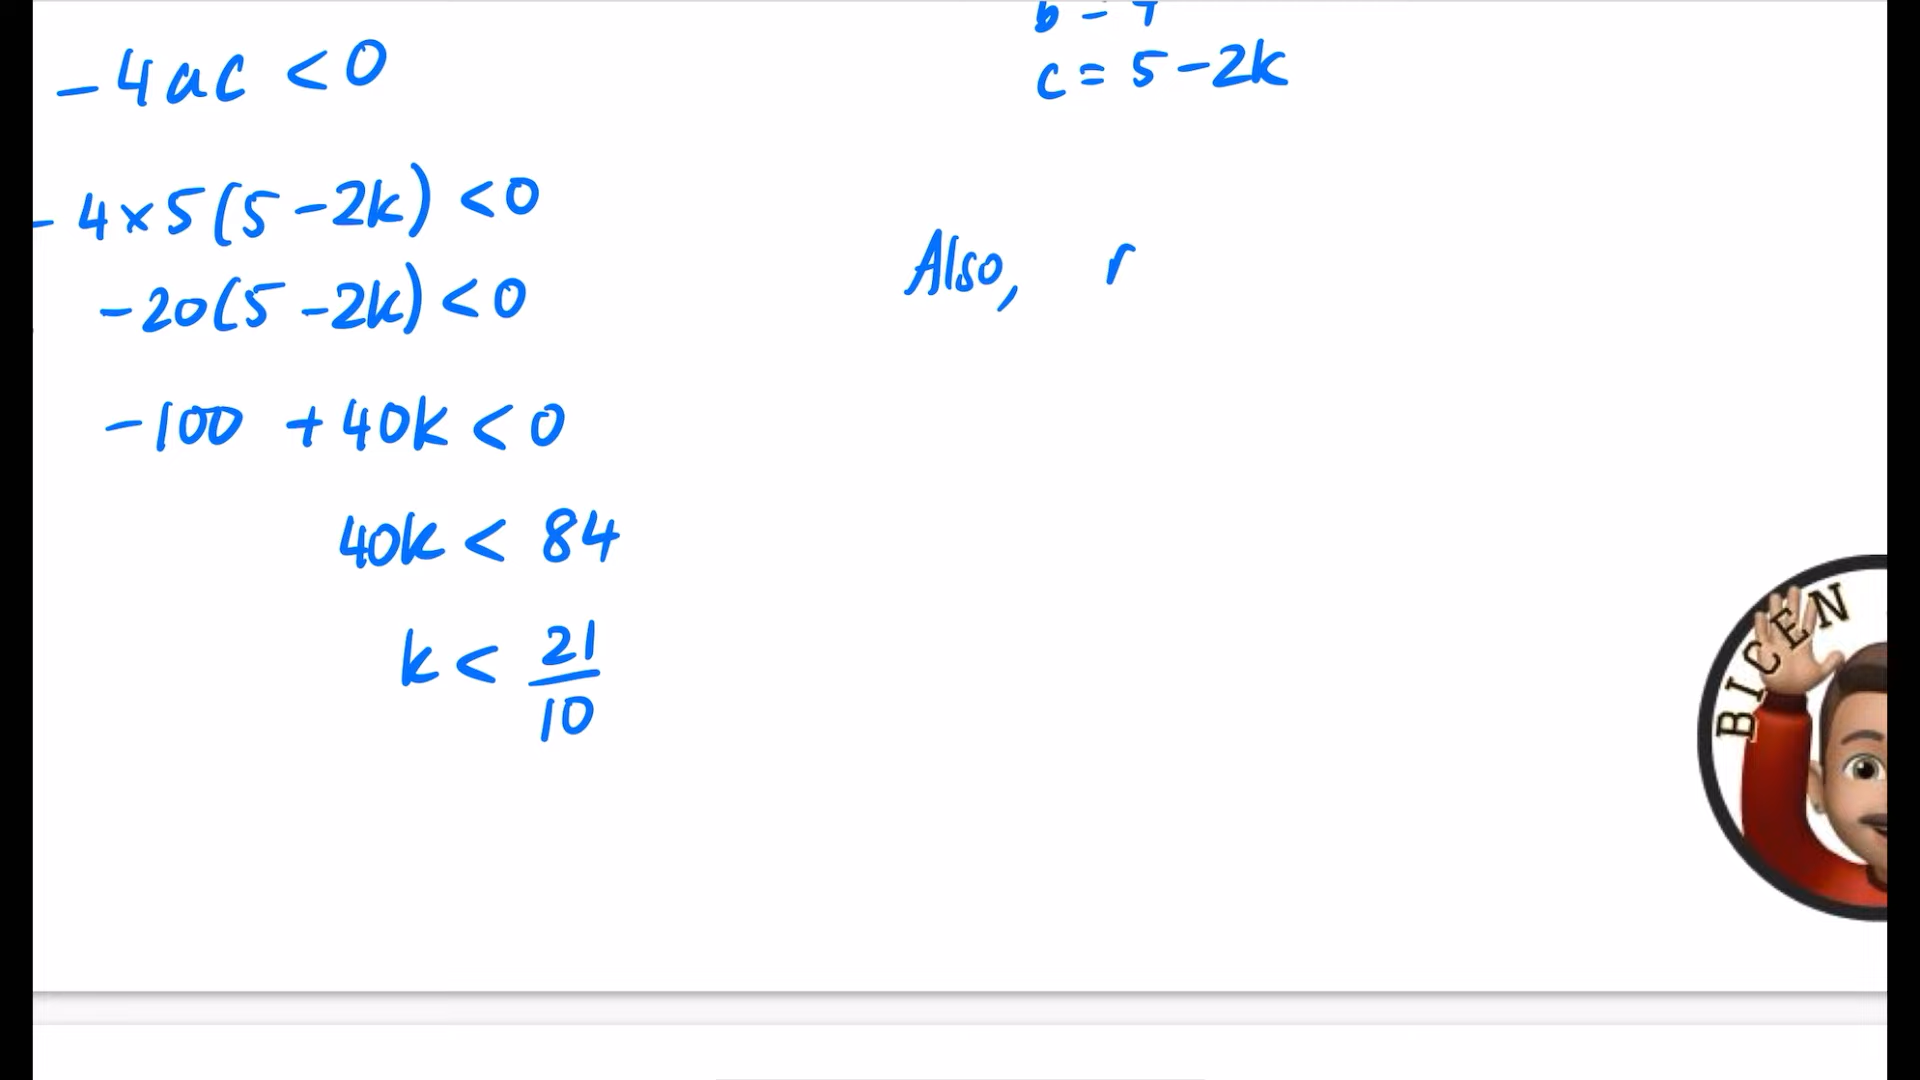 - 4ac < 0
- 4 × 5(5 - 2k) < 0
-20(5 - 2k) < 0
-100 + 40k < 0
40k < 84
k < 21/10
c = 5 - 2k
Also, r
BICEN